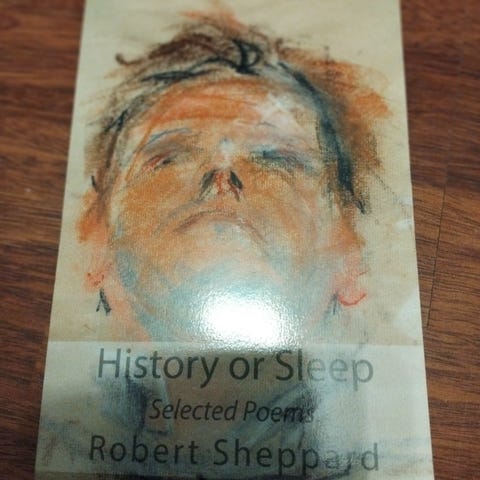 History or Sleep
Selected Poems
Robert Sheppard